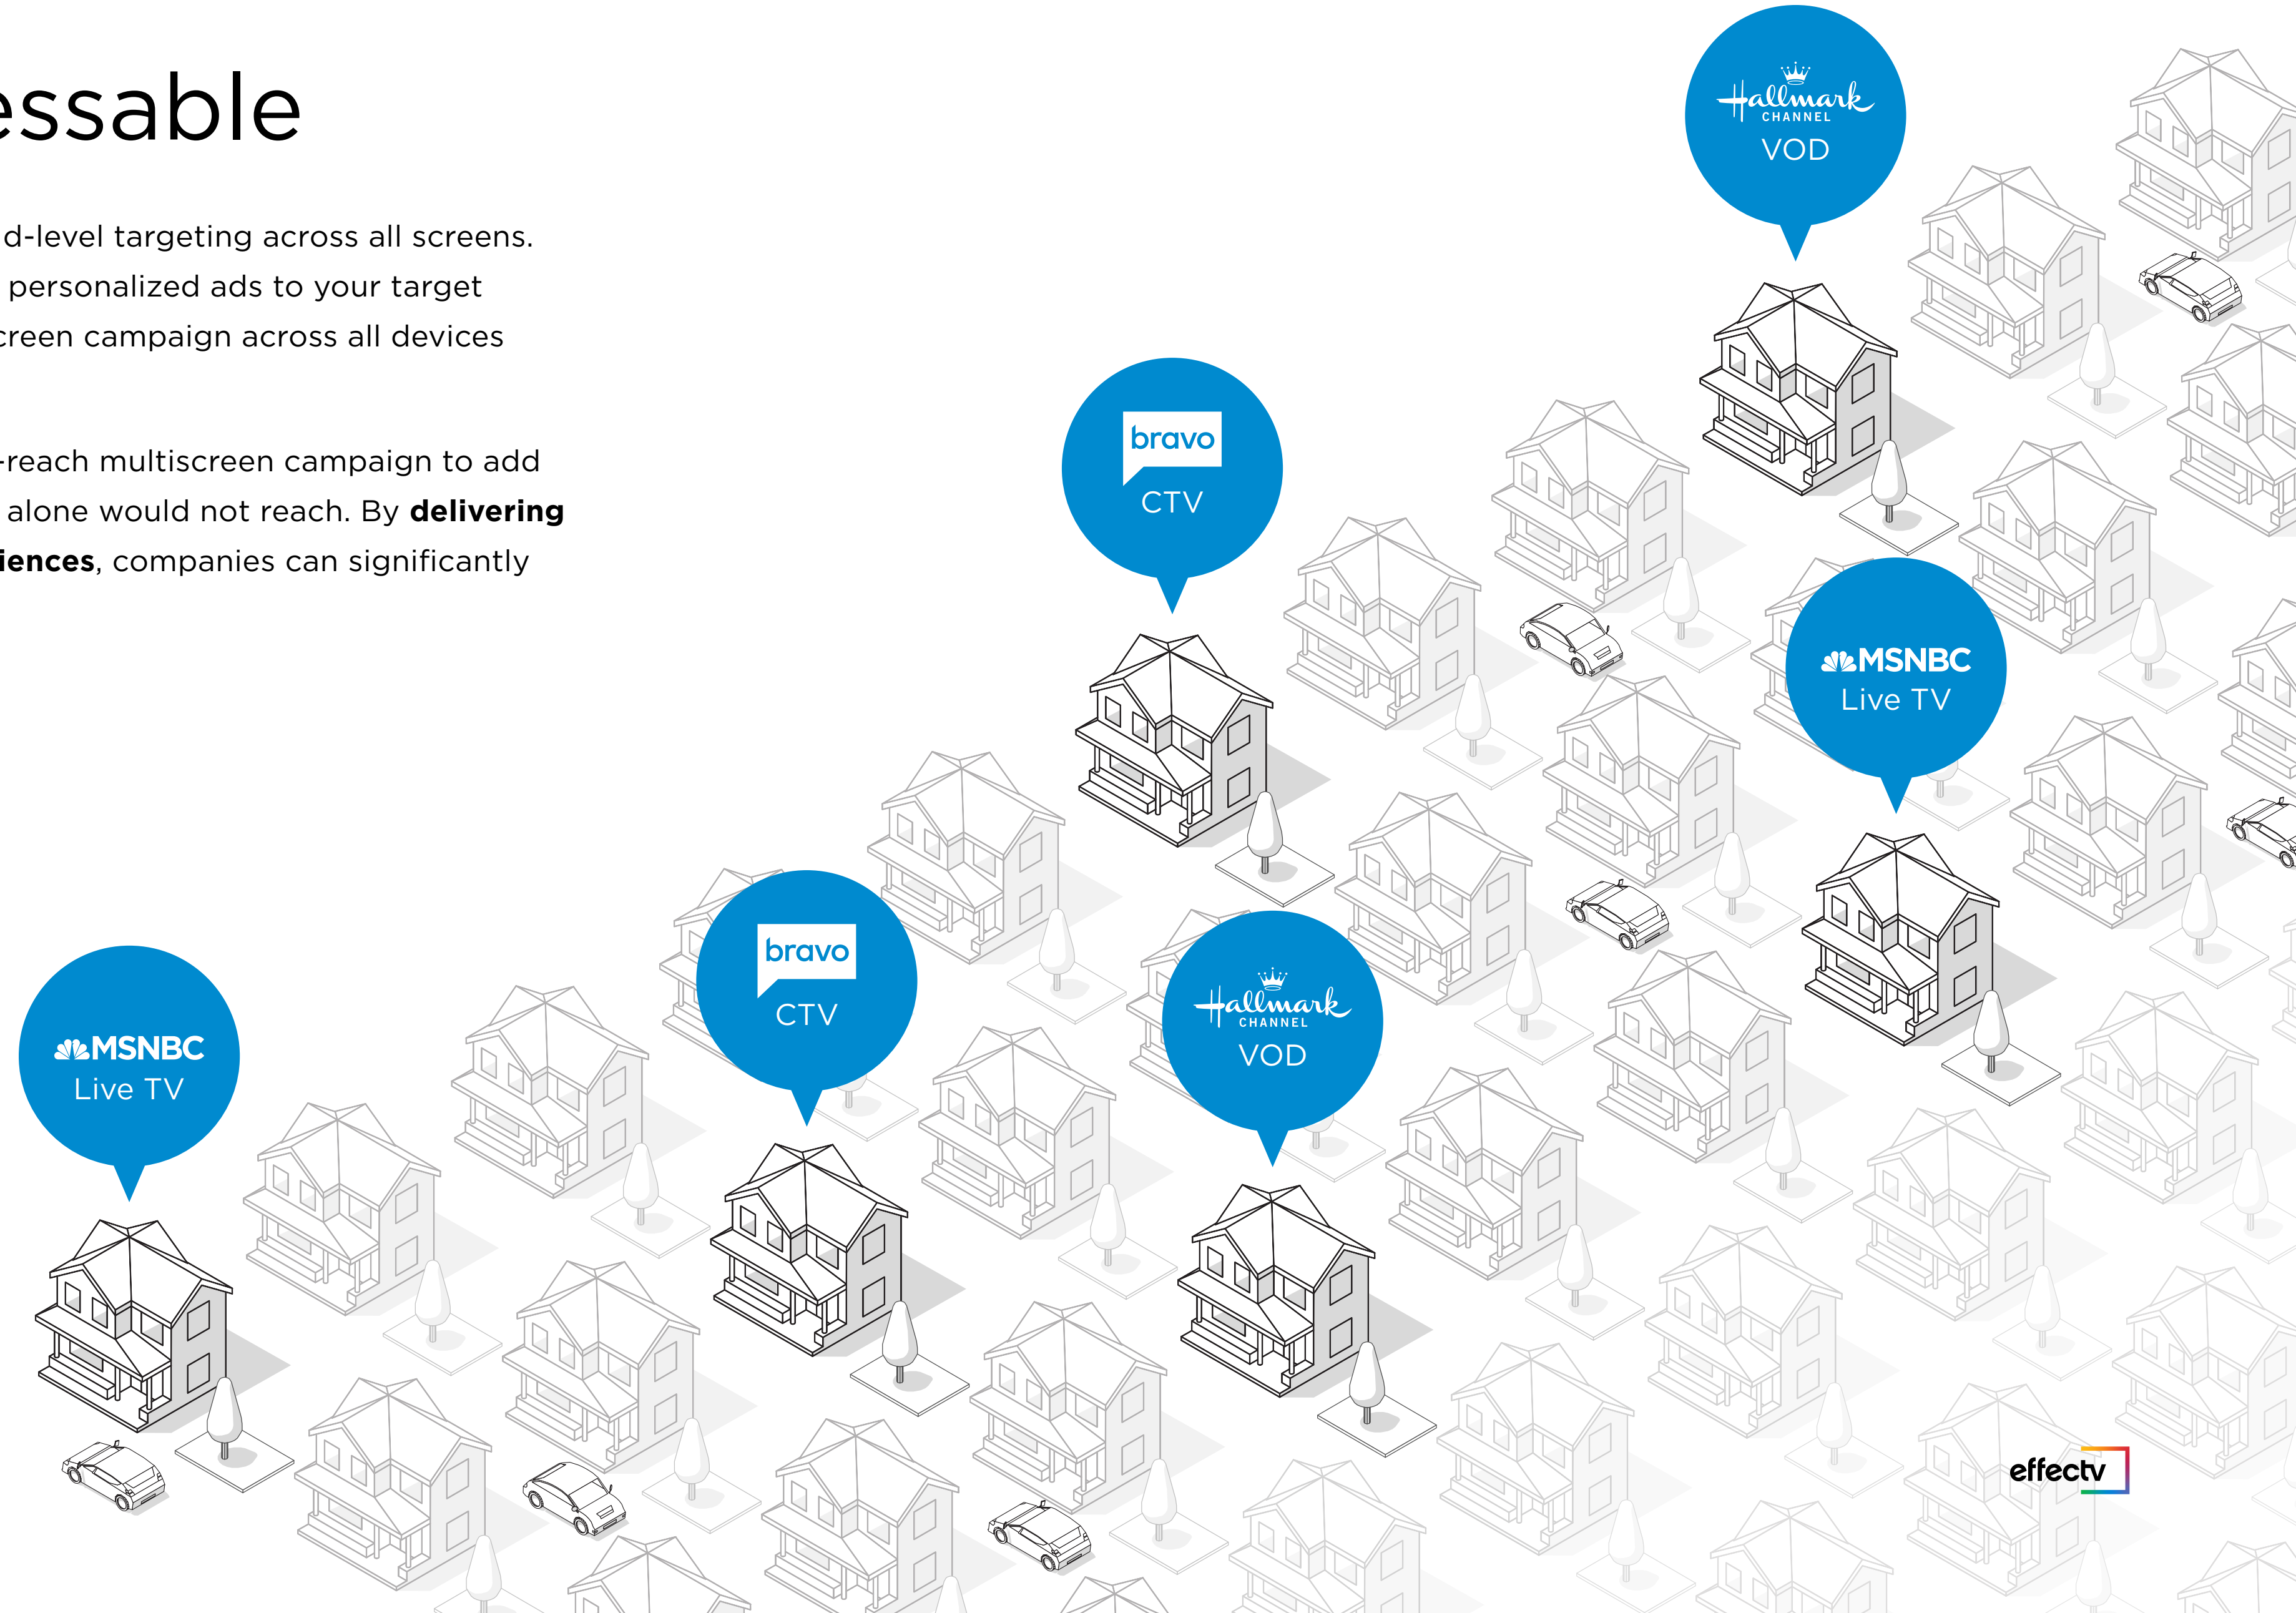 essable
d-level targeting across all screens.
personalized ads to your target
creen campaign across all devices
-reach multiscreen campaign to add
alone would not reach. By delivering
iences, companies can significantly
Hallmark
CHANNEL
VOD
bravo
CTV
MSNBC
Live TV
bravo
CTV
Hallmark
CHANNEL
VOD
MSNBC
Live TV
effectv